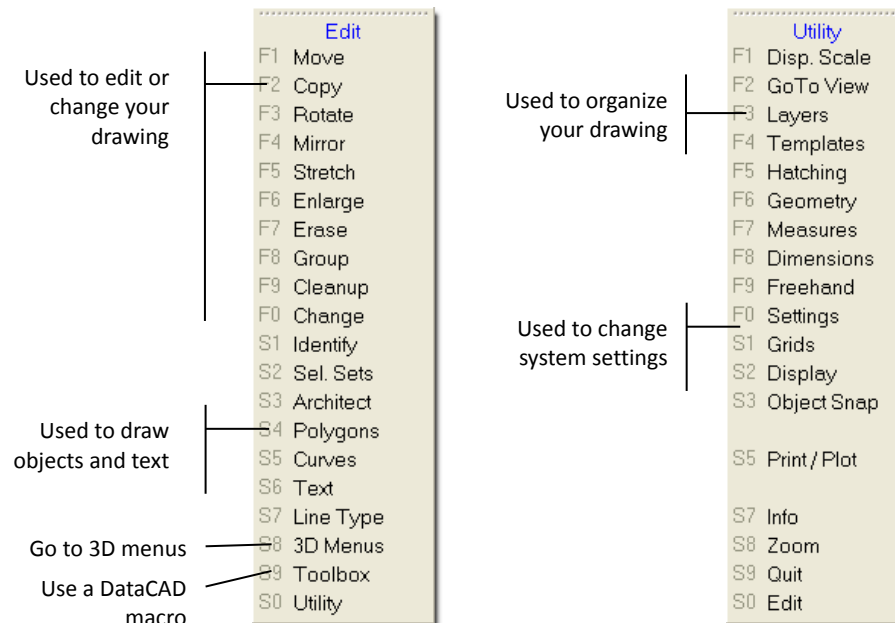 Edit
F1 Move
F2 Copy
F3 Rotate
F4 Mirror
F5 Stretch
F6 Enlarge
F7 Erase
F8 Group
F9 Cleanup
F0 Change
S1 Identify
S2 Sel. Sets
S3 Architect
S4 Polygons
S5 Curves
S6 Text
S7 Line Type
S8 3D Menus
S9 Toolbox
S0 Utility
Used to edit or
change your
drawing
Used to draw
objects and text
Go to 3D menus
Use a DataCAD
macro
Utility
F1 Disp. Scale
F2 GoTo View
F3 Layers
F4 Templates
F5 Hatching
F6 Geometry
F7 Measures
F8 Dimensions
F9 Freehand
F0 Settings
S1 Grids
S2 Display
S3 Object Snap
S5 Print / Plot
S7 Info
S8 Zoom
S9 Quit
S0 Edit
Used to organize
your drawing
Used to change
system settings